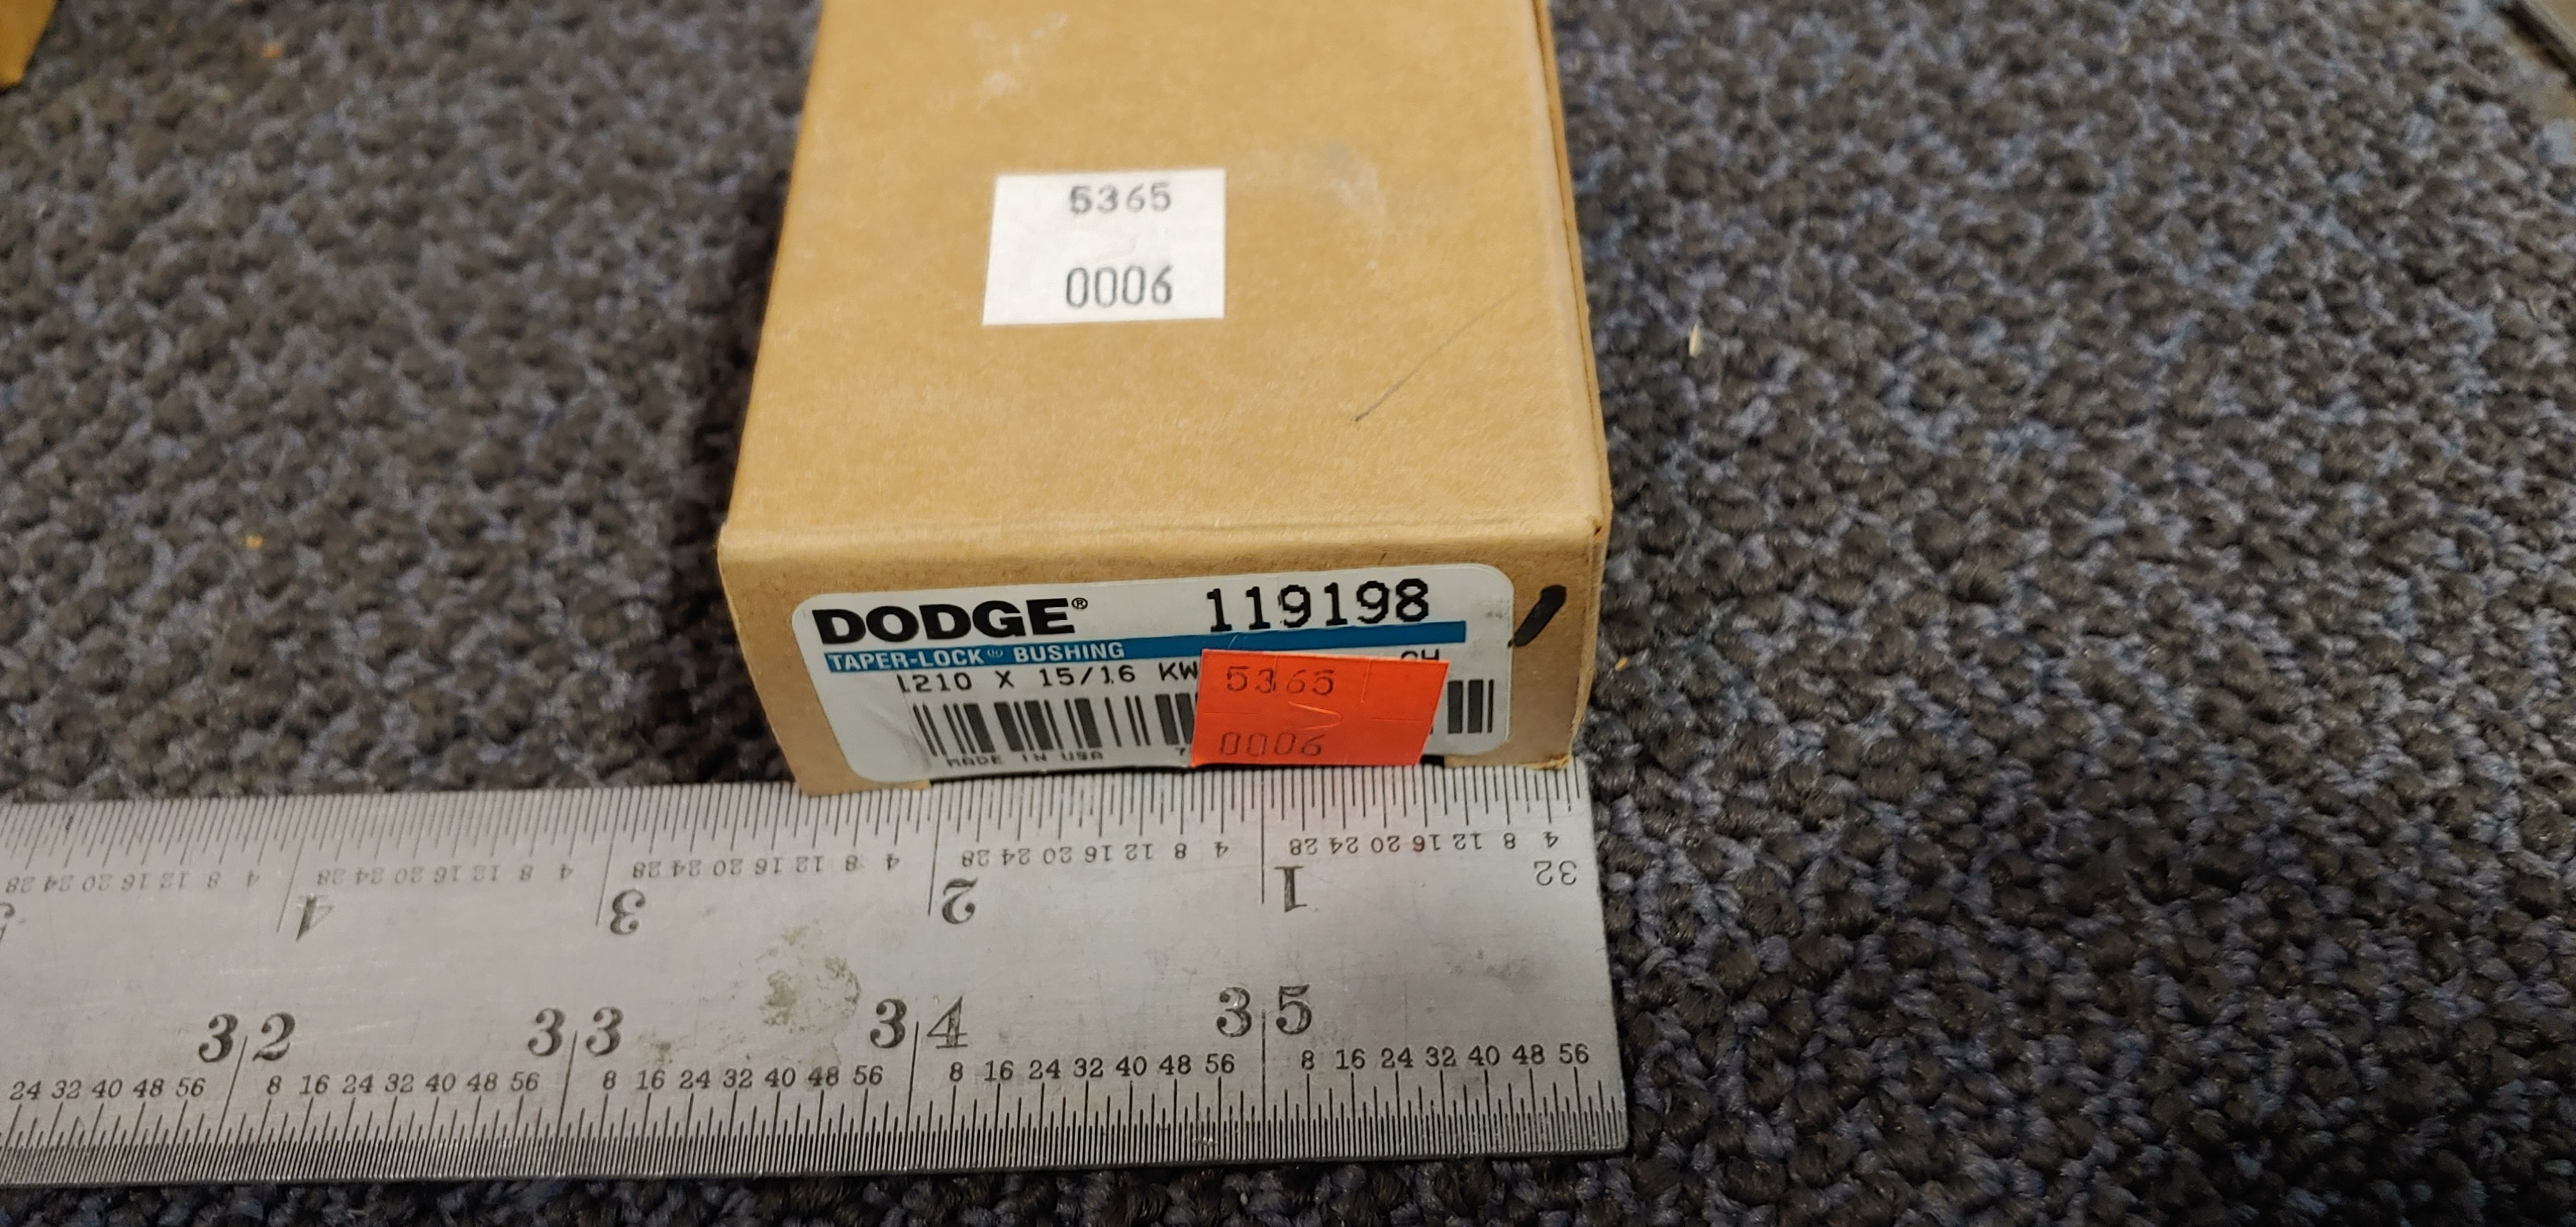 5365
0006
DODGE® 119198
TAPER-LOCK® BUSHING
1210 X 15/16 KW
5365
0006
MADE IN USA 7
4 8 12 16 20 24 28 4 8 12 16 20 24 28 4 8 12 16 20 24 28 4 8 12 16 20 24 28 4 8 12 16 20 24 28
32
1 2 3 4 5
32 33 34 35
24 32 40 48 56 8 16 24 32 40 48 56 8 16 24 32 40 48 56 8 16 24 32 40 48 56 8 16 24 32 40 48 56